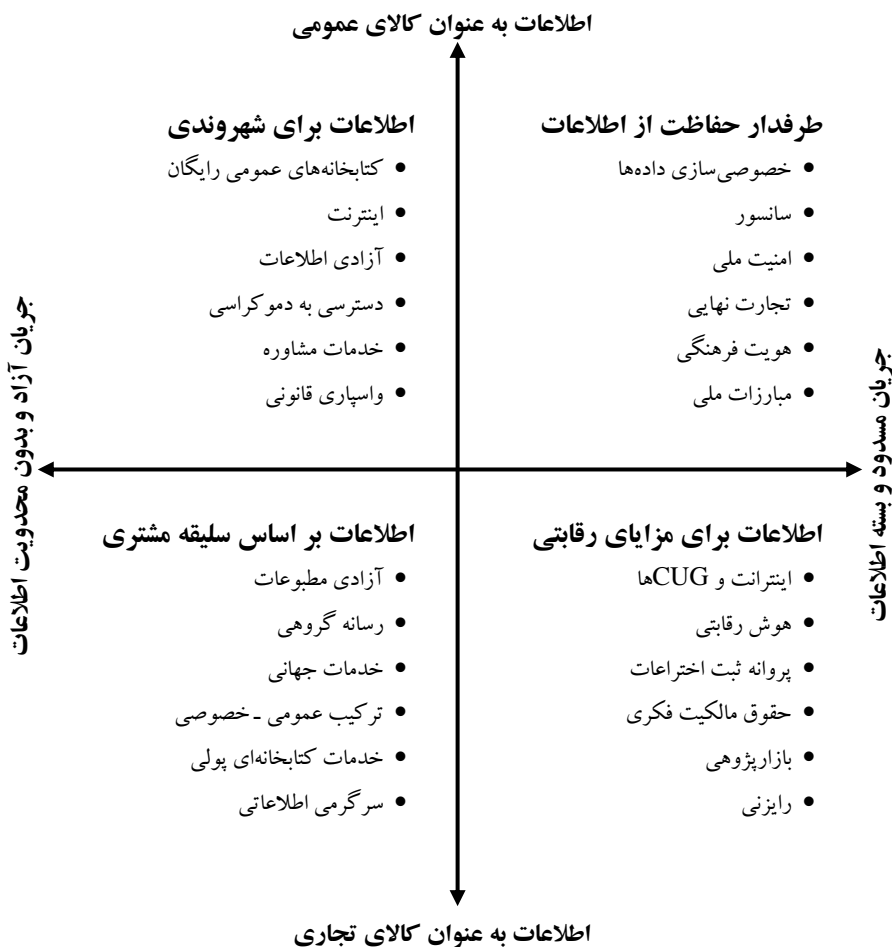 اطلاعات به عنوان کالای عمومی
طرفدار حفاظت از اطلاعات
• خصوصی‌سازی داده‌ها
• سانسور
• امنیت ملی
• تجارت نهایی
• هویت فرهنگی
• مبارزات ملی
اطلاعات برای شهروندی
• کتابخانه‌های عمومی رایگان
• اینترنت
• آزادی اطلاعات
• دسترسی به دموکراسی
• خدمات مشاوره
• واسپاری قانونی
جریان مسدود و بسته اطلاعات
جریان آزاد و بدون محدویت اطلاعات
اطلاعات برای مزایای رقابتی
• اینترانت و CUGها
• هوش رقابتی
• پروانه ثبت اختراعات
• حقوق مالکیت فکری
• بازارپژوهی
• رایزنی
اطلاعات بر اساس سلیقه مشتری
• آزادی مطبوعات
• رسانه گروهی
• خدمات جهانی
• ترکیب عمومی ـ خصوصی
• خدمات کتابخانه‌ای پولی
• سرگرمی اطلاعاتی
اطلاعات به عنوان کالای تجاری